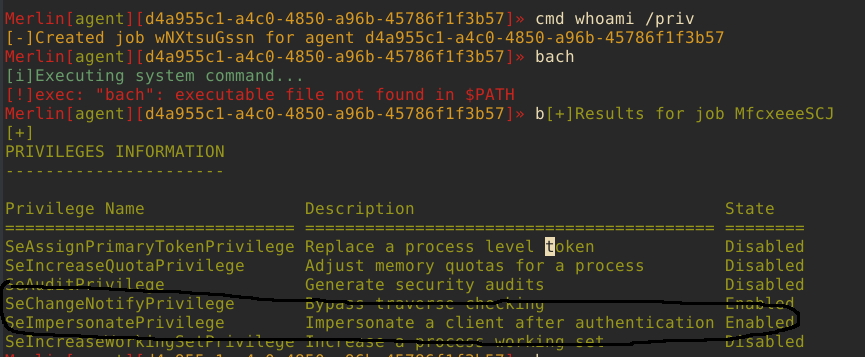 Merlin[agent][d4a955c1-a4c0-4850-a96b-45786f1f3b57]» cmd whoami /priv
[-]Created job wNXtsuGssn for agent d4a955c1-a4c0-4850-a96b-45786f1f3b57
Merlin[agent][d4a955c1-a4c0-4850-a96b-45786f1f3b57]» bach
[i]Executing system command...
[!]exec: "bach": executable file not found in $PATH
Merlin[agent][d4a955c1-a4c0-4850-a96b-45786f1f3b57]» b[+]Results for job MfcxeeeSCJ
[+]
PRIVILEGES INFORMATION
----------------------
Privilege Name                Description                               State
============================= ========================================= ========
SeAssignPrimaryTokenPrivilege Replace a process level token             Disabled
SeIncreaseQuotaPrivilege      Adjust memory quotas for a process        Disabled
SeAuditPrivilege              Generate security audits                  Disabled
SeChangeNotifyPrivilege       Bypass traverse checking                  Enabled
SeImpersonatePrivilege        Impersonate a client after authentication Enabled
SeIncreaseWorkingSetPrivilege Increase a process working set            Disabled